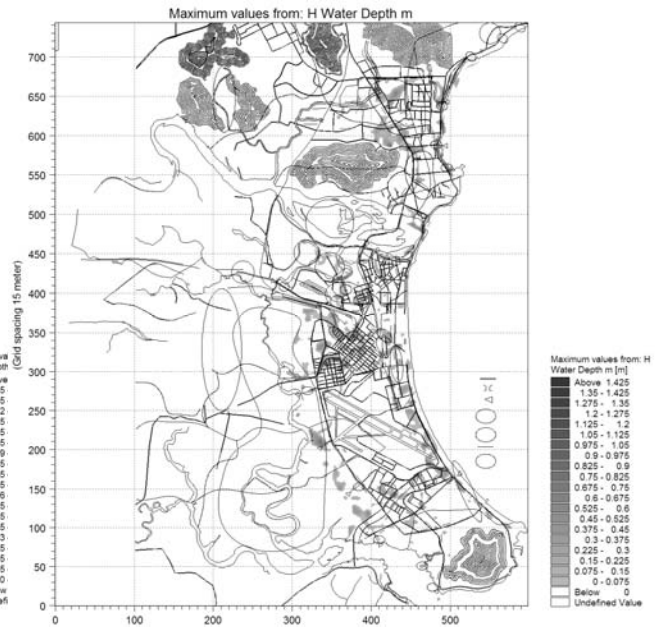 Maximum values from: H Water Depth m
700
650
600
550
500
450
400
350
300
250
200
150
100
50
0
(Grid spacing 15 meter)
0
100
200
300
400
500
Maximum values from: H
Water Depth m [m]
Above 1.425
1.35 - 1.425
1.275 - 1.35
1.2 - 1.275
1.125 - 1.2
1.05 - 1.125
0.975 - 1.05
0.9 - 0.975
0.825 - 0.9
0.75 - 0.825
0.675 - 0.75
0.6 - 0.675
0.525 - 0.6
0.45 - 0.525
0.375 - 0.45
0.3 - 0.375
0.225 - 0.3
0.15 - 0.225
0.075 - 0.15
0 - 0.075
Below 0
Undefined Value